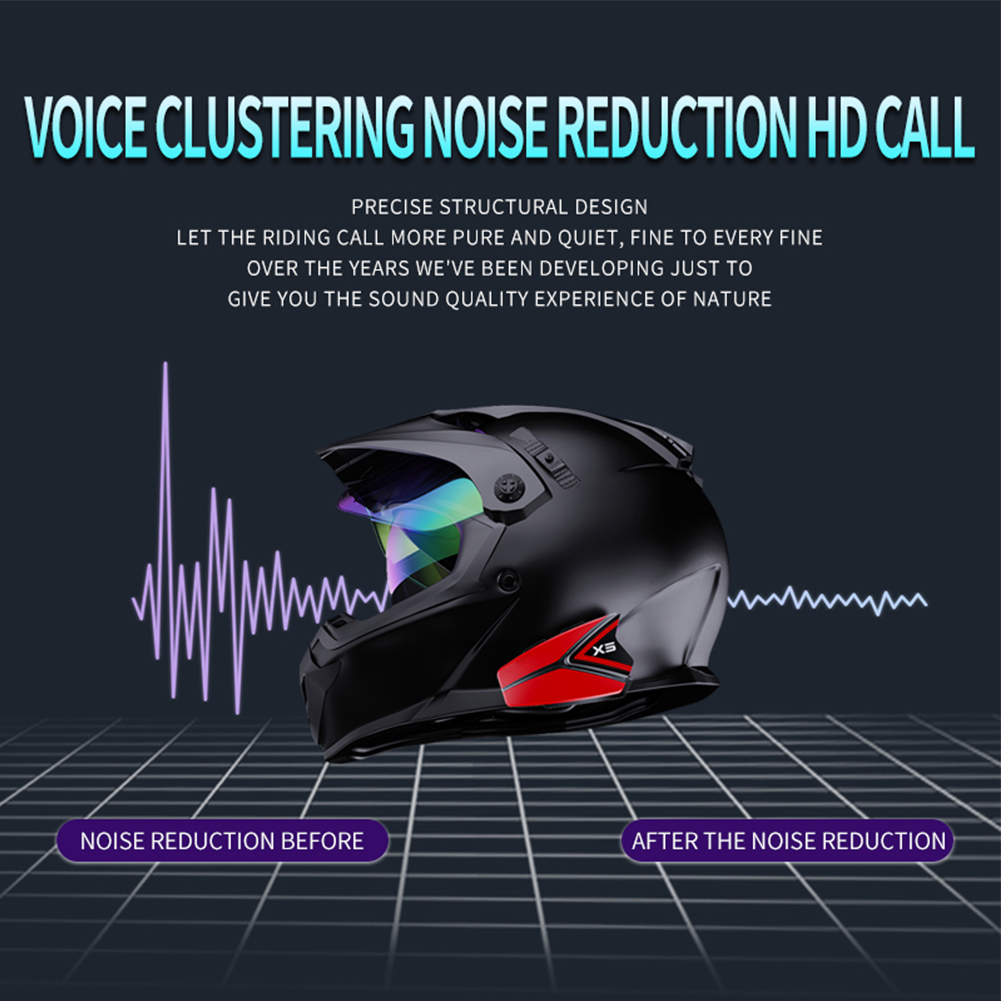 VOICE CLUSTERING NOISE REDUCTION HD CALL
PRECISE STRUCTURAL DESIGN
LET THE RIDING CALL MORE PURE AND QUIET, FINE TO EVERY FINE
OVER THE YEARS WE'VE BEEN DEVELOPING JUST TO
GIVE YOU THE SOUND QUALITY EXPERIENCE OF NATURE
X5
NOISE REDUCTION BEFORE
AFTER THE NOISE REDUCTION